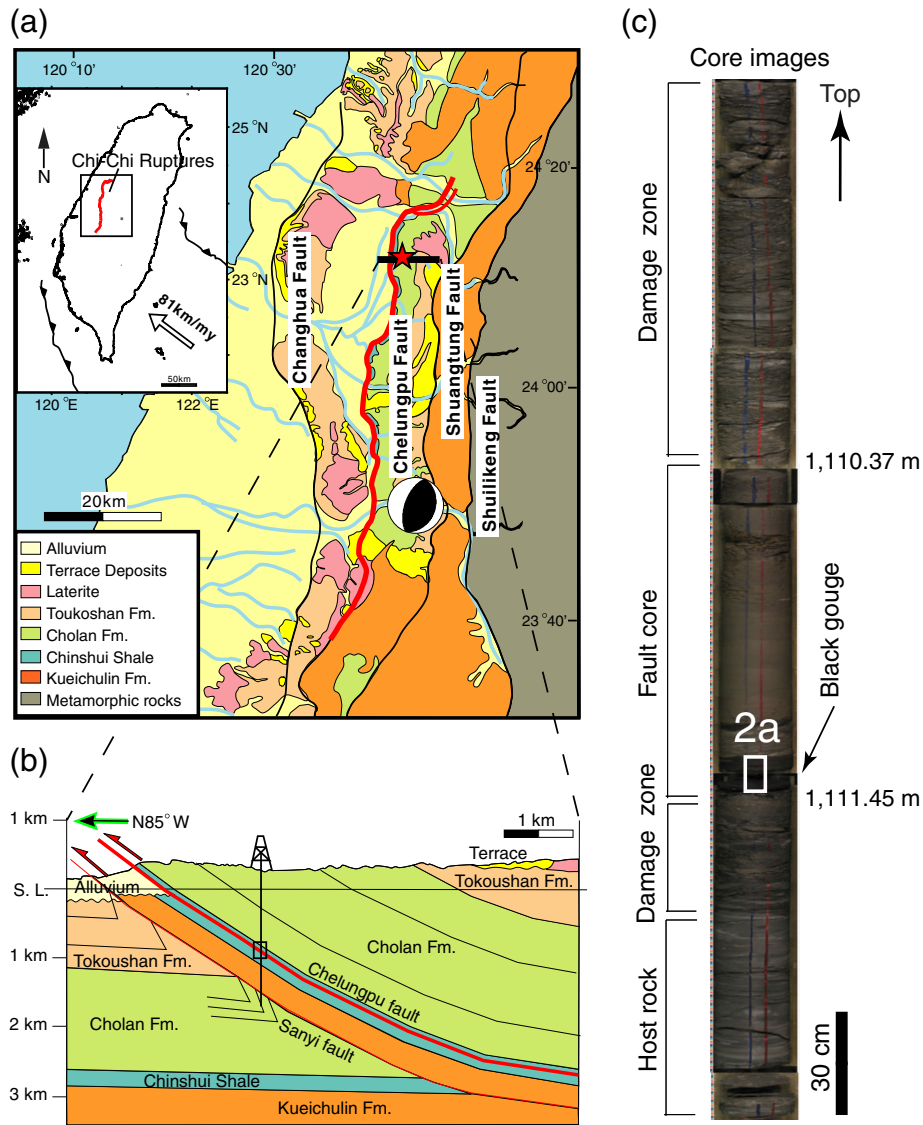 (a)
120 °10'
120 °30'
25 °N
N
Chi-Chi Ruptures
23 °N
81km/my
50km
120 °E
122 °E
24 °20'
24 °00'
23 °40'
Changhua Fault
Chelungpu Fault
Shuangtung Fault
Shuilikeng Fault
20km
Alluvium
Terrace Deposits
Laterite
Toukoshan Fm.
Cholan Fm.
Chinshui Shale
Kueichulin Fm.
Metamorphic rocks
(b)
1 km
N85° W
1 km
Terrace
Tokoushan Fm.
S. L.
Alluvium
Cholan Fm.
1 km
Tokoushan Fm.
Chelungpu fault
2 km
Cholan Fm.
Sanyi fault
Chinshui Shale
3 km
Kueichulin Fm.
(c)
Core images
Top
Damage zone
1,110.37 m
Fault core
Black gouge
2a
1,111.45 m
Damage zone
Host rock
30 cm